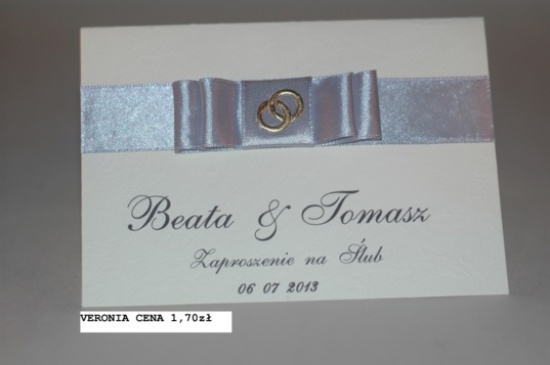 Beata & Tomasz
Zaproszenie na Ślub
06 07 2013
VERONIA CENA 1,70zł